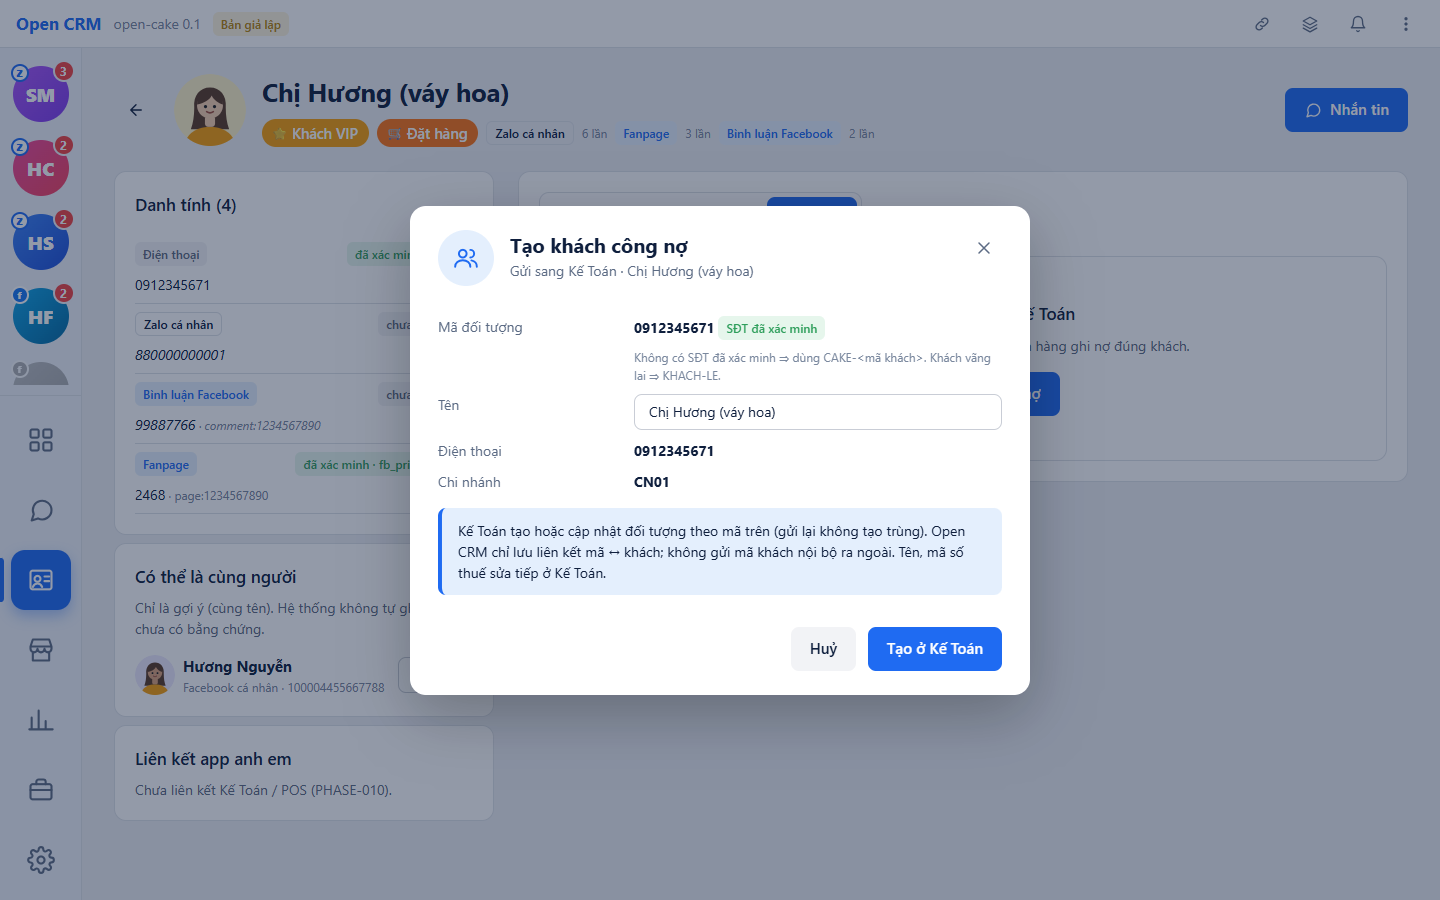 Open CRM open-cake 0.1 Bản giả lập
SM 3
HC 2
HS 2
HF 2
Chị Hương (váy hoa)
Khách VIP Đặt hàng Zalo cá nhân 6 lần Fanpage 3 lần Bình luận Facebook 2 lần
Nhắn tin
Danh tính (4)
Điện thoại
0912345671
Zalo cá nhân
880000000001
Bình luận Facebook
99887766 · comment:1234567890
Fanpage đã xác minh ·
2468 · page:1234567890
Có thể là cùng người
Chỉ là gợi ý (cùng tên). Hệ thống không tự
chưa có bằng chứng.
Hương Nguyễn
Facebook cá nhân · 100004455667788
Liên kết app anh em
Chưa liên kết Kế Toán / POS (PHASE-010).
Toán
hàng ghi nợ đúng khách.
Tạo khách công nợ
Gửi sang Kế Toán · Chị Hương (váy hoa)
Mã đối tượng 0912345671 SĐT đã xác minh
Không có SĐT đã xác minh ⇒ dùng CAKE-<mã khách>. Khách vãng
lai ⇒ KHACH-LE.
Tên Chị Hương (váy hoa)
Điện thoại 0912345671
Chi nhánh CN01
Kế Toán tạo hoặc cập nhật đối tượng theo mã trên (gửi lại không tạo trùng). Open
CRM chỉ lưu liên kết mã ↔ khách; không gửi mã khách nội bộ ra ngoài. Tên, mã số
thuế sửa tiếp ở Kế Toán.
Huỷ Tạo ở Kế Toán